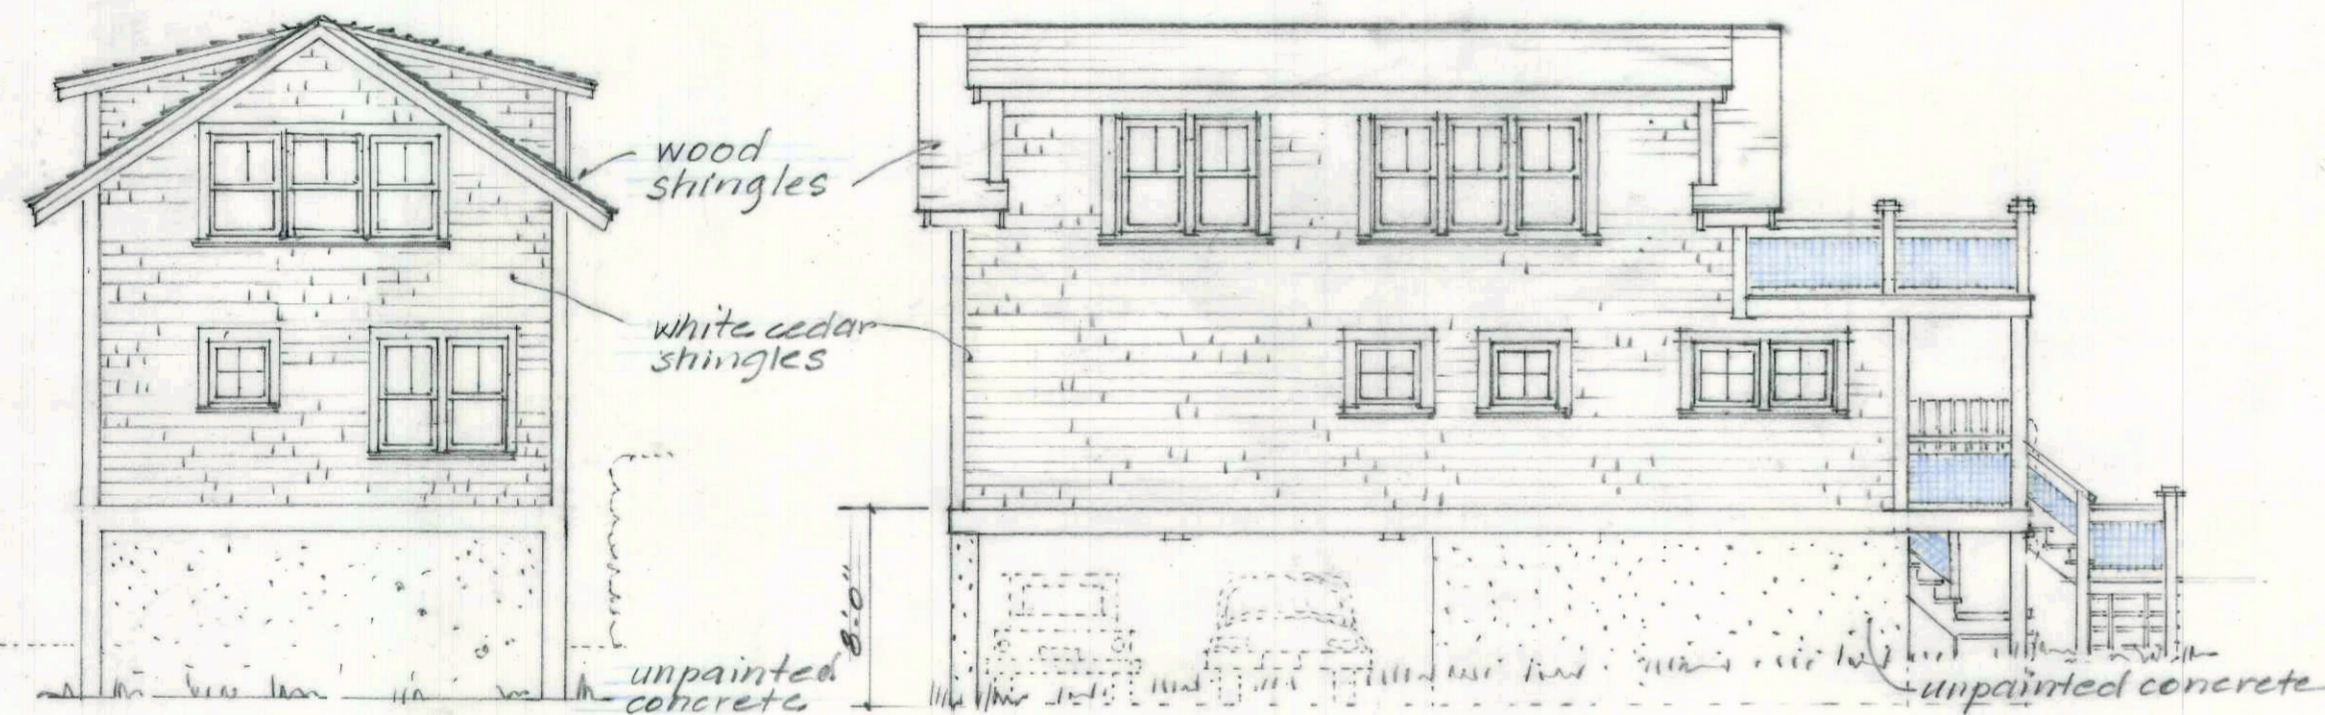 wood
shingles
white cedar
shingles
8'-0"
unpainted
concrete
unpainted concrete